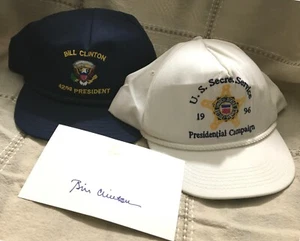 BILL CLINTON
42ND PRESIDENT
U. S. Secret Service
19 96
Presidential Campaign
Bill Clinton